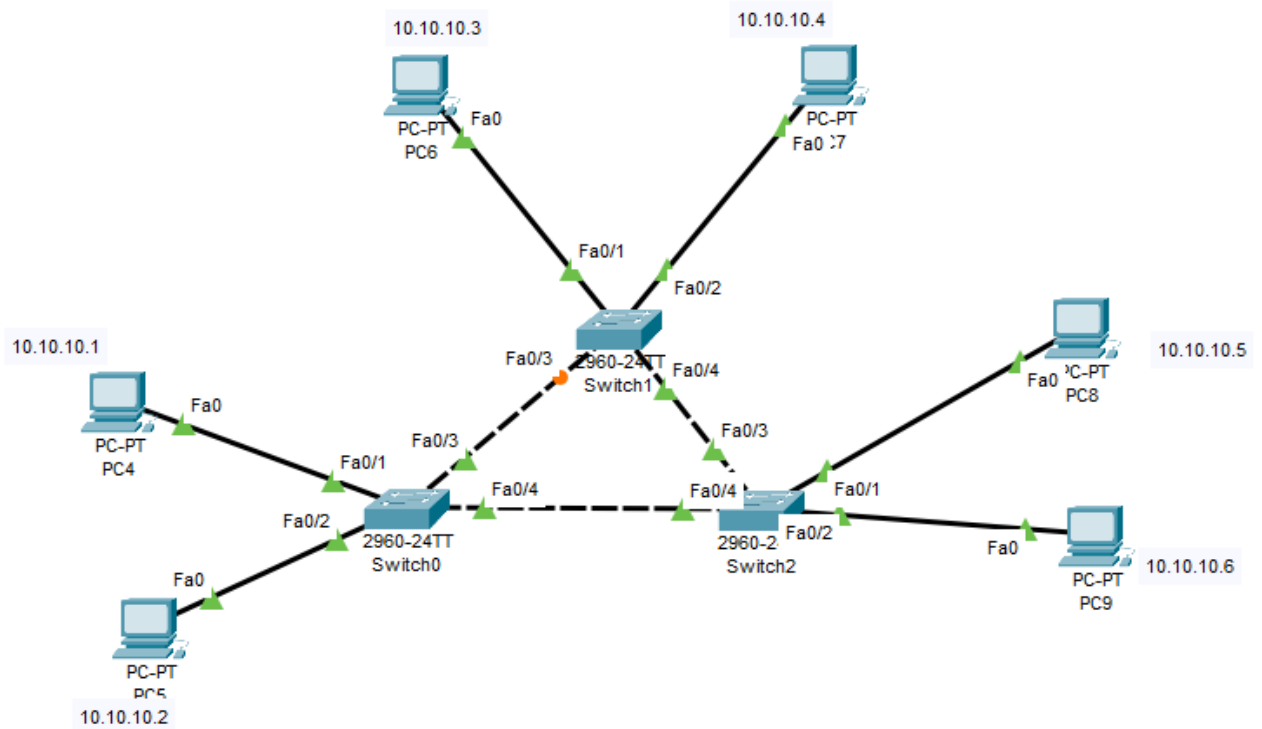 10.10.10.3
10.10.10.4
PC-PT
PC6
Fa0
PC-PT
Fa0
Fa0/1
Fa0/2
10.10.10.1
PC-PT
PC4
Fa0
Fa0/3
2960-24TT
Switch1
Fa0/4
PC8
Fa0
10.10.10.5
Fa0/3
Fa0/3
Fa0/1
Fa0/2
Fa0/4
2960-24TT
Switch0
Fa0/4
Fa0/1
Fa0/2
Switch2
Fa0
PC-PT
PC9
10.10.10.6
Fa0
PC-PT
PC5
10.10.10.2